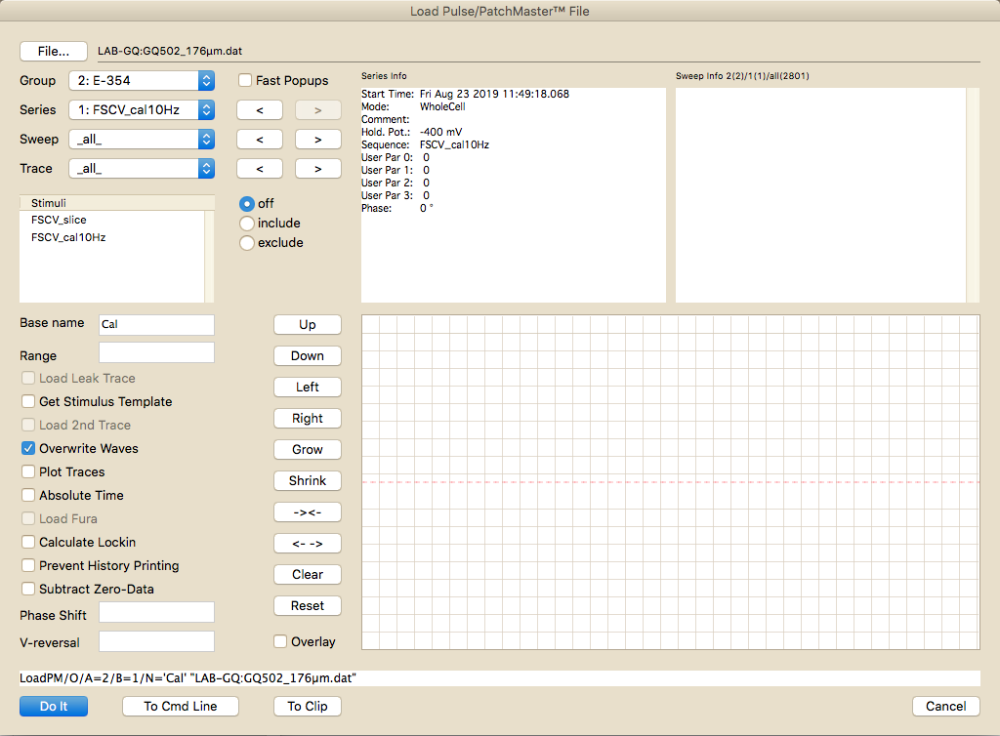 Load Pulse/PatchMaster™ File
File... LAB-GQ:GQ502_176µm.dat
Group 2: E-354 Fast Popups
Series 1: FSCV_cal10Hz < >
Sweep _all_ < >
Trace _all_ < >
Stimuli
FSCV_slice
FSCV_cal10Hz
off
include
exclude
Series Info
Start Time: Fri Aug 23 2019 11:49:18.068
Mode: WholeCell
Comment:
Hold. Pot.: -400 mV
Sequence: FSCV_cal10Hz
User Par 0: 0
User Par 1: 0
User Par 2: 0
User Par 3: 0
Phase: 0 °
Sweep Info 2(2)/1(1)/all(2801)
Base name Cal
Range
Load Leak Trace
Get Stimulus Template
Load 2nd Trace
Overwrite Waves
Plot Traces
Absolute Time
Load Fura
Calculate Lockin
Prevent History Printing
Subtract Zero-Data
Phase Shift
V-reversal
Up
Down
Left
Right
Grow
Shrink
-><-
<- ->
Clear
Reset
Overlay
LoadPM/O/A=2/B=1/N='Cal' "LAB-GQ:GQ502_176µm.dat"
Do It To Cmd Line To Clip Cancel